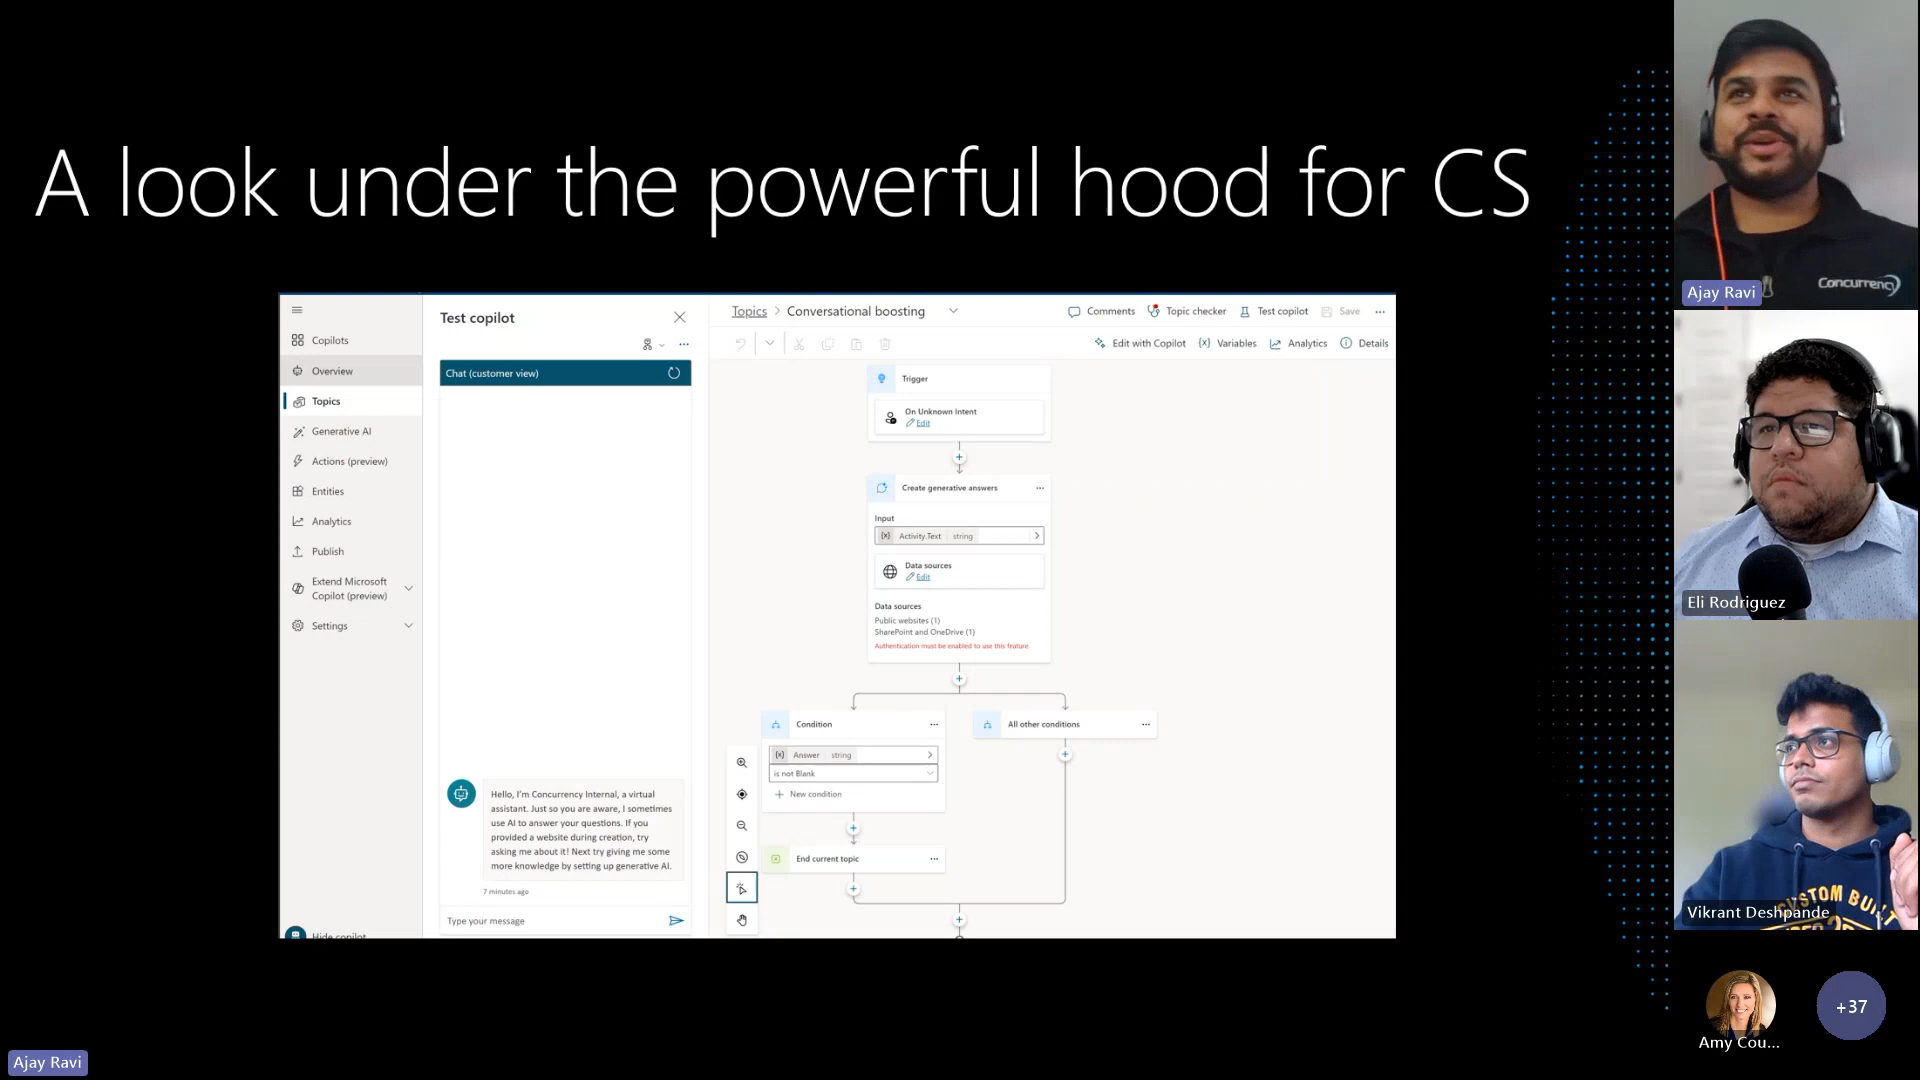 A look under the powerful hood for CS
Copilots
Overview
Topics
Generative AI
Actions (preview)
Entities
Analytics
Publish
Extend Microsoft
Copilot (preview)
Settings
Hide copilot
Test copilot
Chat (customer view)
Hello, I'm Concurrency Internal, a virtual
assistant. Just so you are aware, I sometimes
use AI to answer your questions. If you
provided a website during creation, try
asking me about it! Next try giving me some
more knowledge by setting up generative AI.
7 minutes ago
Type your message
Topics > Conversational boosting
Comments Topic checker Test copilot Save ...
Edit with Copilot {x} Variables Analytics Details
Trigger
On Unknown Intent
Edit
Create generative answers
Input
{x} Activity.Text string
Data sources
Edit
Data sources
Public websites (1)
SharePoint and OneDrive (1)
Authentication must be enabled to use this feature.
Condition
{x} Answer string
is not Blank
New condition
End current topic
All other conditions
Concurrency
Ajay Ravi
Eli Rodriguez
CUSTOM BUILT
Vikrant Deshpande
Amy Cou...
+37
Ajay Ravi